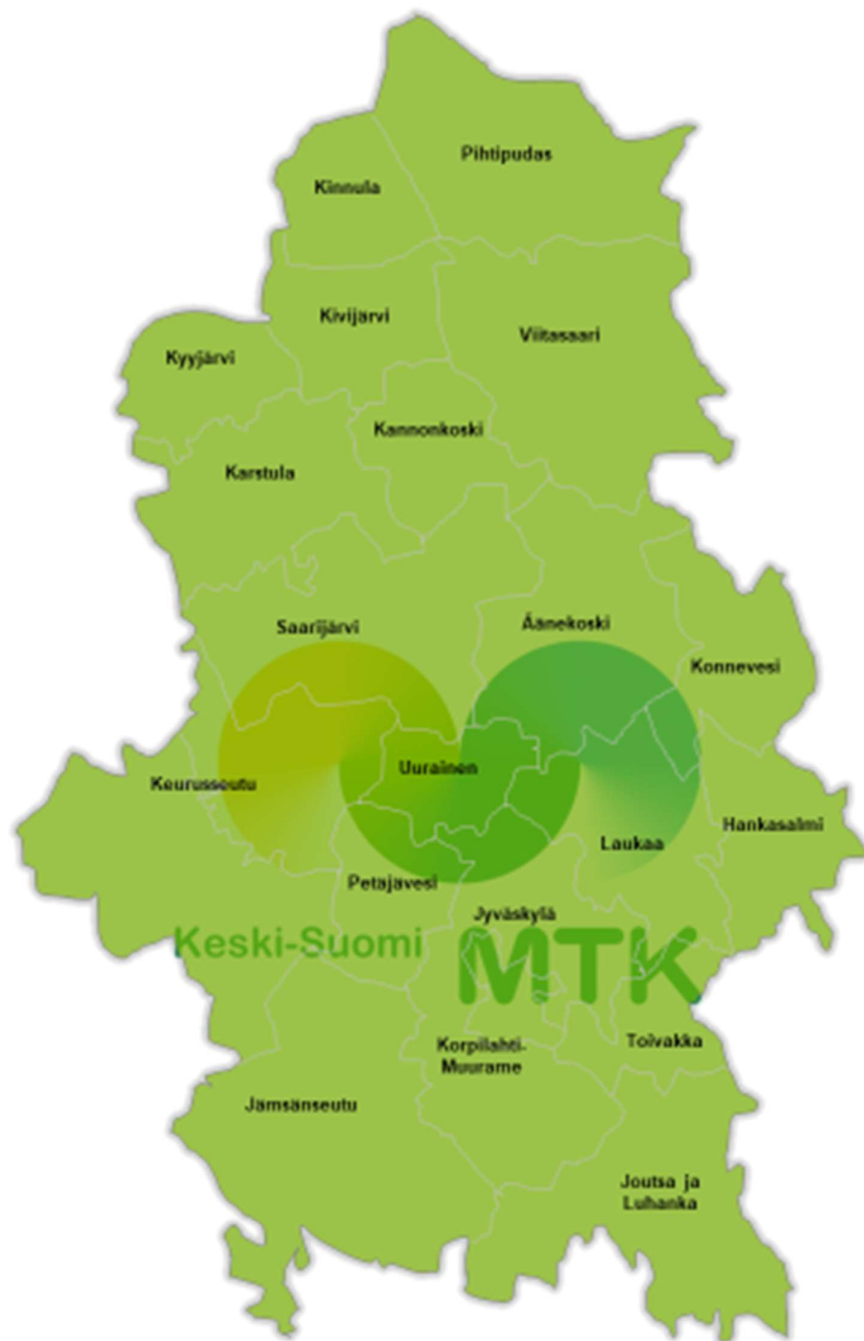 Pihtipudas
Kinnula
Kivijärvi
Viitasaari
Kyyjärvi
Kannonkoski
Karstula
Saarijärvi
Äänekoski
Konnevesi
Uurainen
Keurusseutu
Hankasalmi
Laukaa
Petäjävesi
Jyväskylä
Keski-Suomi
MTK
Toivakka
Korpilahti-
Muurame
Jämsänseutu
Joutsa ja
Luhanka